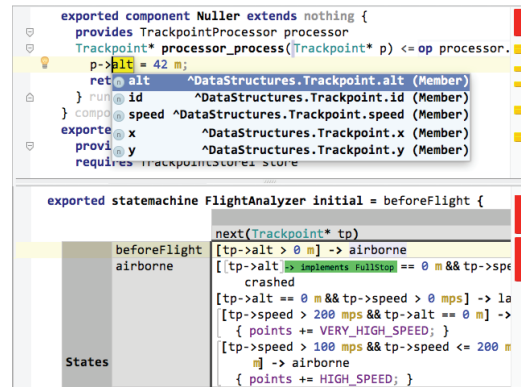 exported component Nuller extends nothing {
provides TrackpointProcessor processor
Trackpoint* processor_process(Trackpoint* p) <= op processor.
p->alt = 42 m;
ret
alt ^DataStructures.Trackpoint.alt (Member)
} run
id ^DataStructures.Trackpoint.id (Member)
} compo
speed ^DataStructures.Trackpoint.speed (Member)
exporte
x ^DataStructures.Trackpoint.x (Member)
provi
y ^DataStructures.Trackpoint.y (Member)
requires TrackpointStore1 store
exported statemachine FlightAnalyzer initial = beforeFlight {
next(Trackpoint* tp)
beforeFlight [tp->alt > 0 m] -> airborne
airborne [[tp->alt] -> implements FullStop == 0 m && tp->spe
crashed
[tp->alt == 0 m && tp->speed > 0 mps] -> la
[[tp->speed > 200 mps && tp->alt == 0 m] ->
{ points += VERY_HIGH_SPEED; }
[[tp->speed > 100 mps && tp->speed <= 200 m
States m] -> airborne
{ points += HIGH_SPEED; }